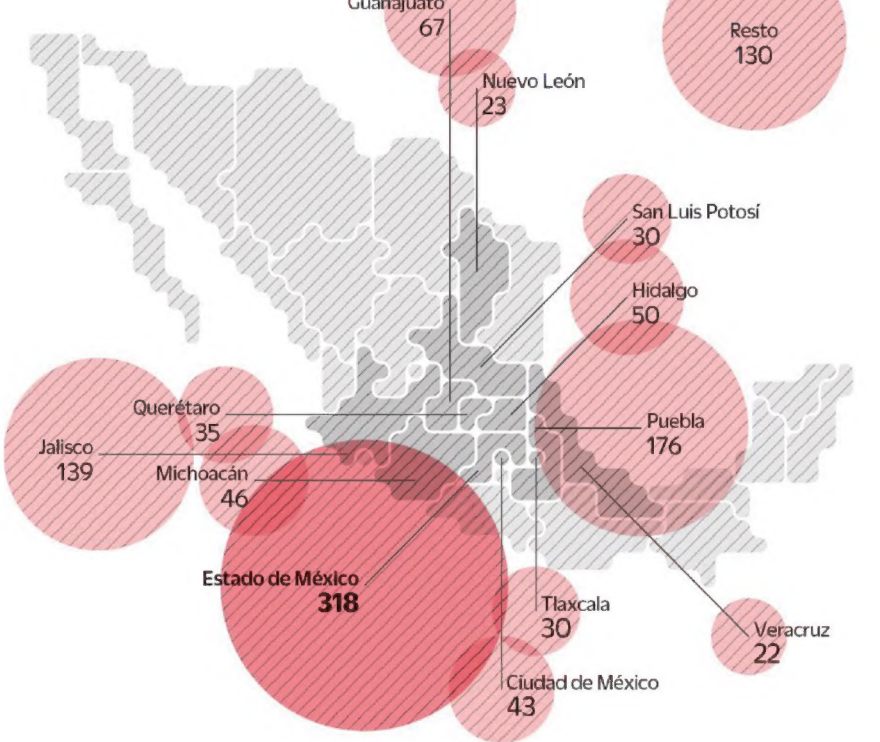 Guanajuato
67
Resto
130
Nuevo León
23
San Luis Potosí
30
Hidalgo
50
Querétaro
35
Puebla
176
Jalisco
139
Michoacán
46
Estado de México
318
Tlaxcala
30
Veracruz
22
Ciudad de México
43